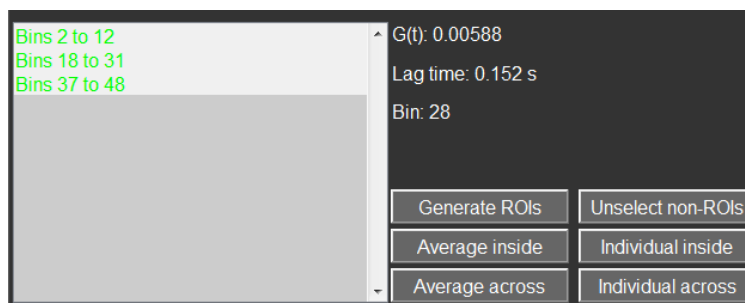 Bins 2 to 12
Bins 18 to 31
Bins 37 to 48
G(t): 0.00588
Lag time: 0.152 s
Bin: 28
Generate ROIs
Unselect non-ROIs
Average inside
Individual inside
Average across
Individual across